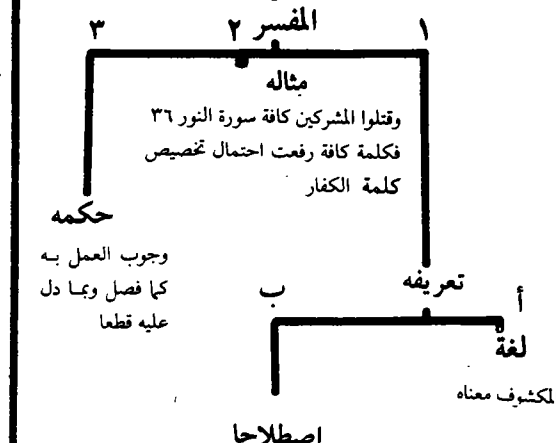 المفسر
١
٢
٣
مثاله
وقتلوا المشركين كافة سورة النور ٣٦
فكلمة كافة رفعت احتمال تخصيص
كلمة الكفار
حكمه
وجوب العمل به
كما فصل وبما دل
عليه قطعا
تعريفه
أ
ب
لغة
المكشوف معناه
اصطلاحا